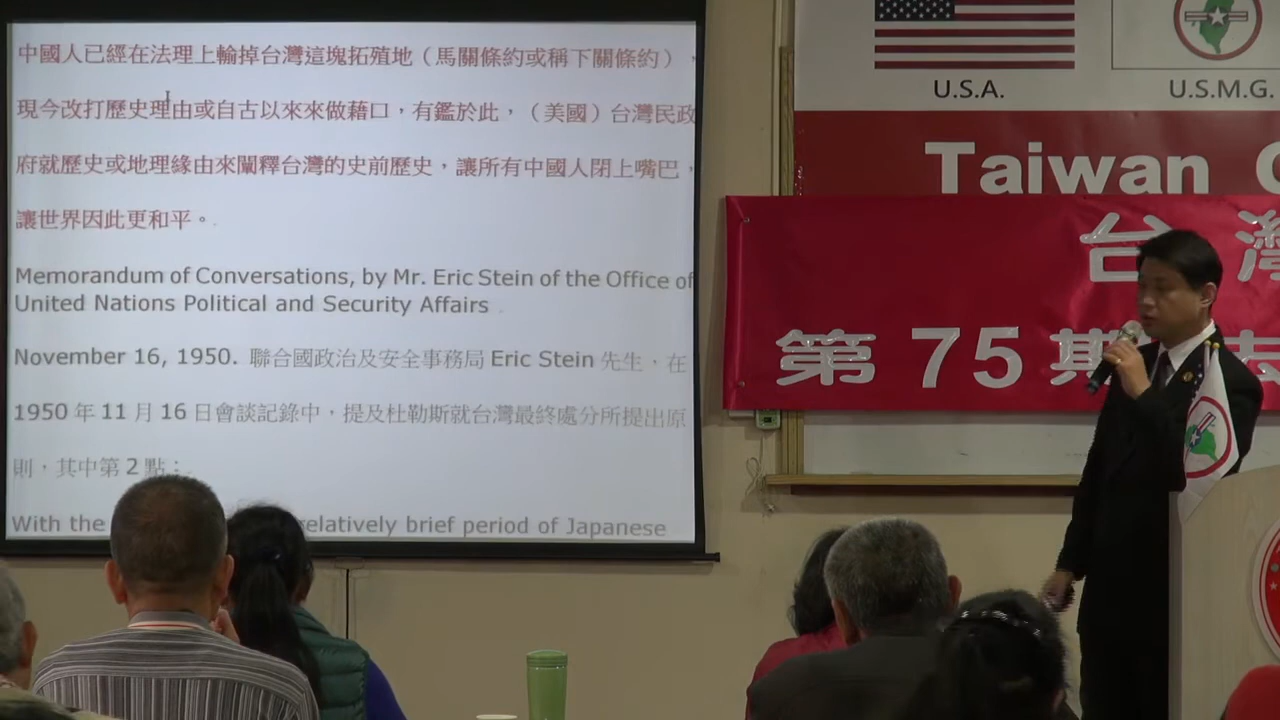 中國人已經在法理上輸掉台灣這塊拓殖地（馬關條約或稱下關條約），
現今改打歷史理由或自古以來來做藉口，有鑑於此，（美國）台灣民政
府就歷史或地理緣由來闡釋台灣的史前歷史，讓所有中國人閉上嘴巴，
讓世界因此更和平。
Memorandum of Conversations, by Mr. Eric Stein of the Office of
United Nations Political and Security Affairs
November 16, 1950. 聯合國政治及安全事務局 Eric Stein 先生．在
1950 年 11 月 16 日會談記錄中，提及杜勒斯就台灣最終處分所提出原
則，其中第 2 點：
With the relatively brief period of Japanese
U.S.A.
U.S.M.G.
Taiwan
台灣
第 75 期